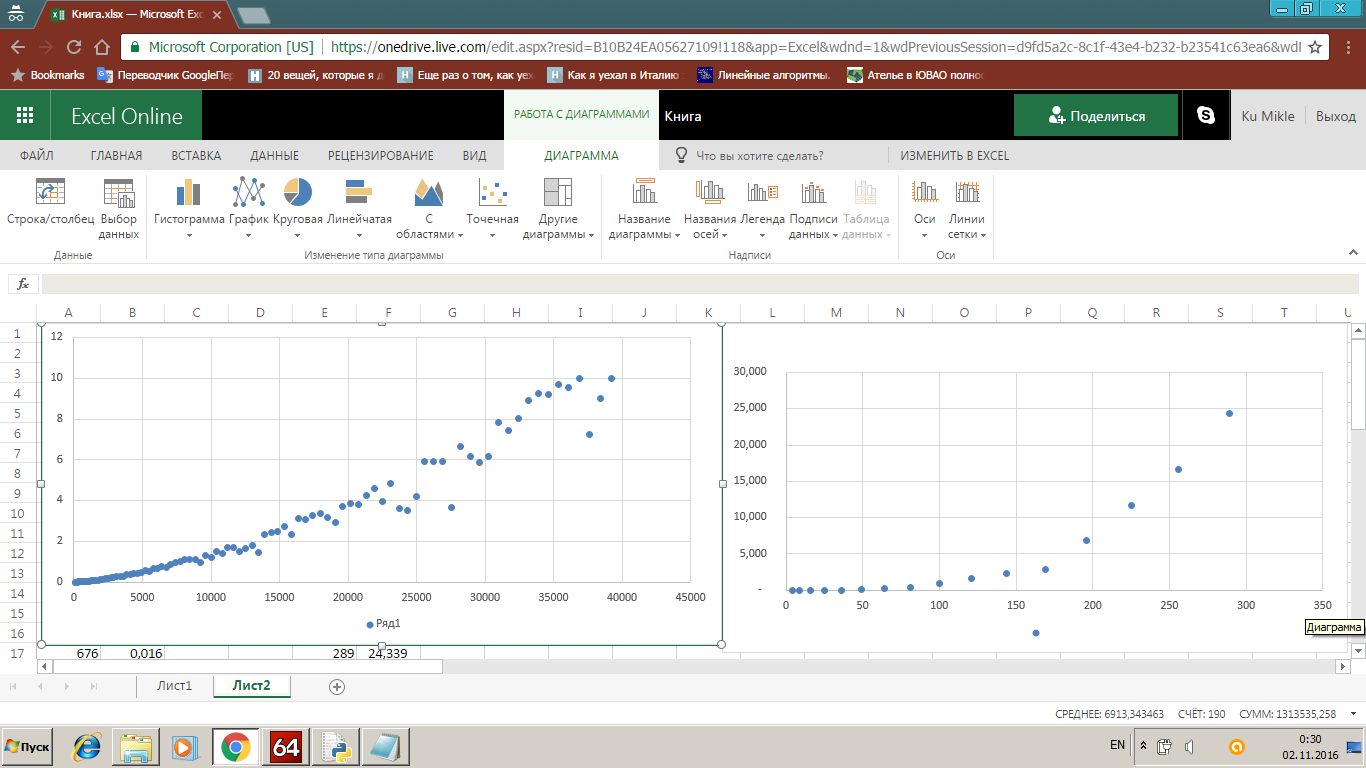 Книга.xlsx — Microsoft Exc
Microsoft Corporation [US] https://onedrive.live.com/edit.aspx?resid=B10B24EA05627109!118&app=Excel&wdnd=1&wdPreviousSession=d9fd5a2c-8c1f-43e4-b232-b23541c63ea6&wdI
Bookmarks Переводчик GoogleПер 20 вещей, которые я д Еще раз о том, как уех Как я уехал в Италию Линейные алгоритмы. Ателье в ЮВАО полнос
Excel Online РАБОТА С ДИАГРАММАМИ Книга Поделиться Ku Mikle Выход
ФАЙЛ ГЛАВНАЯ ВСТАВКА ДАННЫЕ РЕЦЕНЗИРОВАНИЕ ВИД ДИАГРАММА Что вы хотите сделать? ИЗМЕНИТЬ В EXCEL
Строка/столбец Выбор данных Гистограмма График Круговая Линейчатая С областями Точечная Другие диаграммы Название диаграммы Названия осей Легенда Подписи данных Таблица данных Оси Линии сетки
Данные Изменение типа диаграммы Надписи Оси
fx
A B C D E F G H I J K L M N O P Q R S T U
1
2
3
4
5
6
7
8
9
10
11
12
13
14
15
16
17 676 0,016 289 24,339
12
10
8
6
4
2
0
0 5000 10000 15000 20000 25000 30000 35000 40000 45000
Ряд1
30,000
25,000
20,000
15,000
10,000
5,000
-
0 50 100 150 200 250 300 350
Диаграмма
Лист1 Лист2
СРЕДНЕЕ: 6913,343463 СЧЁТ: 190 СУММ: 1313535,258
Пуск 64 EN 0:30
02.11.2016